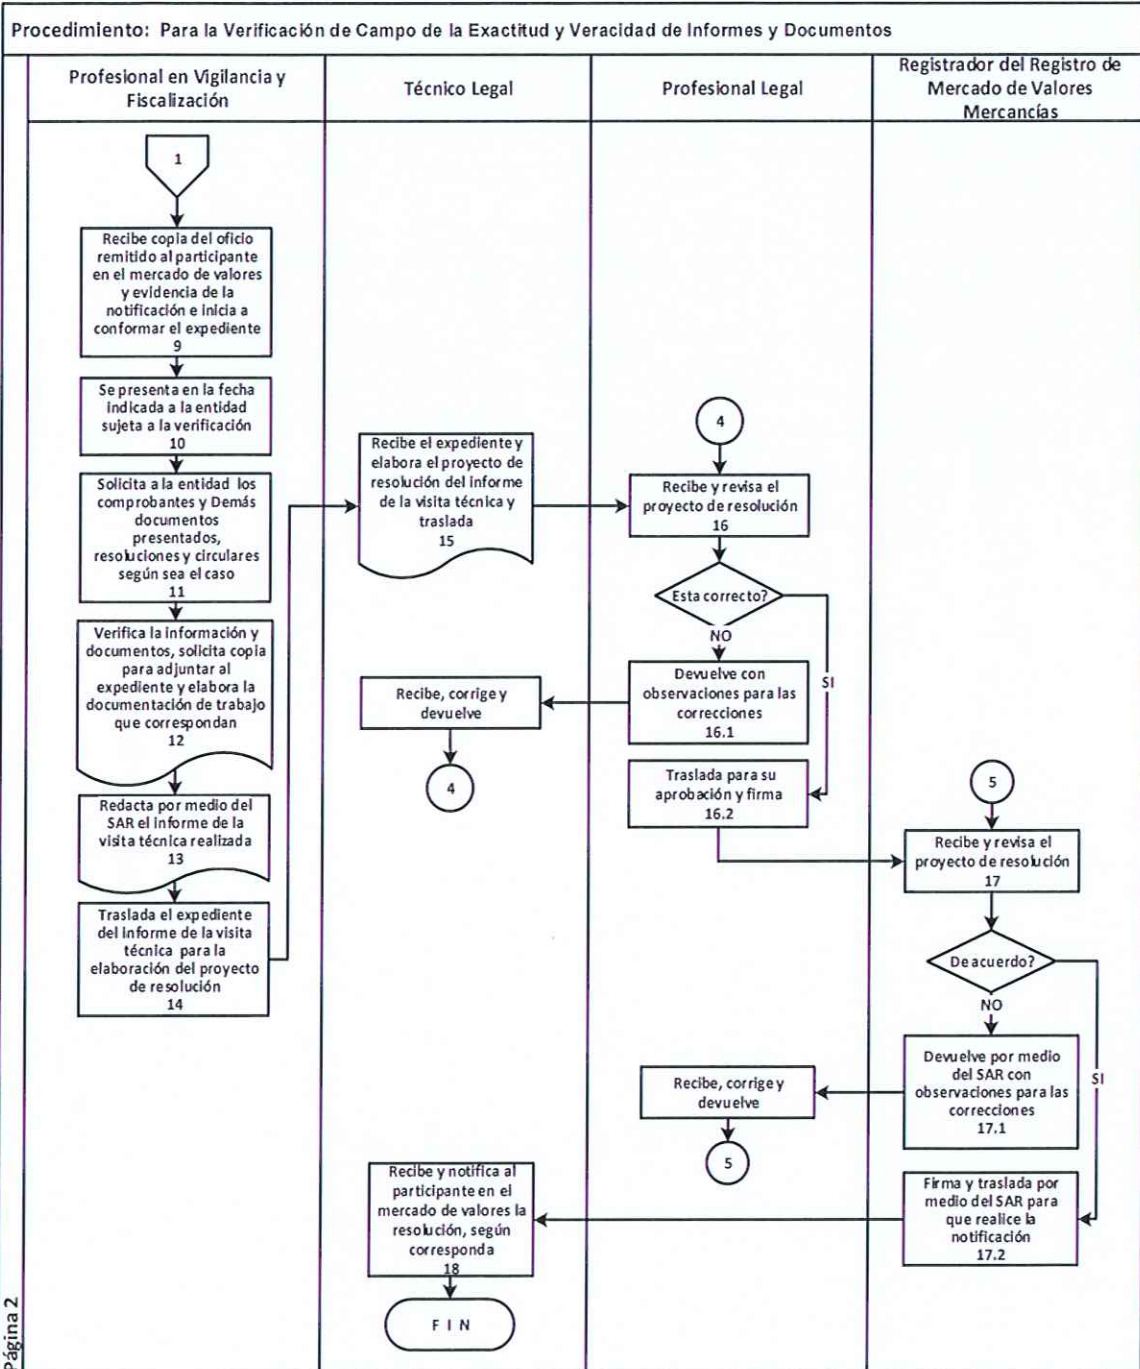 Procedimiento: Para la Verificación de Campo de la Exactitud y Veracidad de Informes y Documentos
Profesional en Vigilancia y
Fiscalización
Técnico Legal
Profesional Legal
Registrador del Registro de
Mercado de Valores
Mercancías
1
Recibe copia del oficio
remitido al participante
en el mercado de valores
y evidencia de la
notificación e inicia a
conformar el expediente
9
Se presenta en la fecha
indicada a la entidad
sujeta a la verificación
10
Solicita a la entidad los
comprobantes y Demás
documentos
presentados,
resoluciones y circulares
según sea el caso
11
Verifica la información y
documentos, solicita copia
para adjuntar al
expediente y elabora la
documentación de trabajo
que correspondan
12
Redacta por medio del
SAR el informe de la
visita técnica realizada
13
Traslada el expediente
del informe de la visita
técnica para la
elaboración del proyecto
de resolución
14
Recibe el expediente y
elabora el proyecto de
resolución del informe
de la visita técnica y
traslada
15
4
Recibe y revisa el
proyecto de resolución
16
Esta correcto?
NO
SI
Devuelve con
observaciones para las
correcciones
16.1
Recibe, corrige y
devuelve
4
Traslada para su
aprobación y firma
16.2
5
Recibe y revisa el
proyecto de resolución
17
De acuerdo?
NO
SI
Devuelve por medio
del SAR con
observaciones para las
correcciones
17.1
Recibe, corrige y
devuelve
5
Firma y traslada por
medio del SAR para
que realice la
notificación
17.2
Recibe y notifica al
participante en el
mercado de valores la
resolución, según
corresponda
18
F I N
Página 2